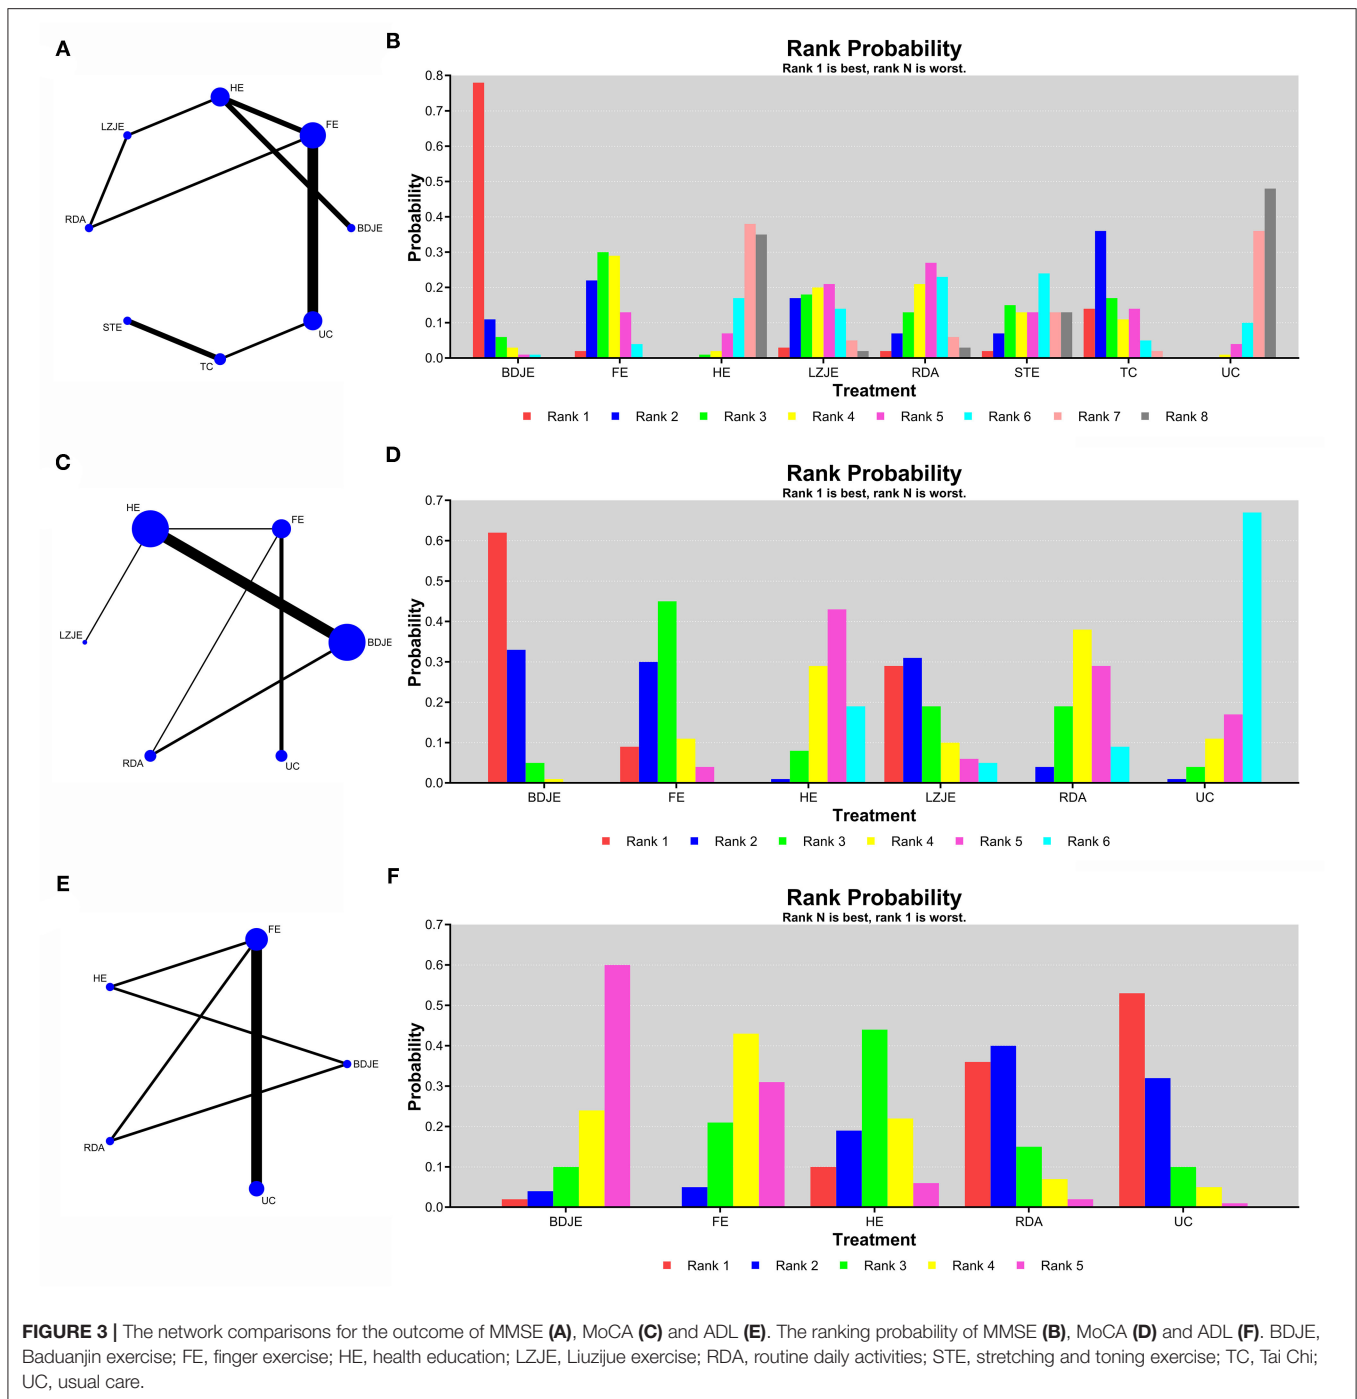 A
HE
FE
LZJE
RDA
BDJE
STE
UC
TC
B
Rank Probability
Rank 1 is best, rank N is worst.
Probability
0.8
0.7
0.6
0.5
0.4
0.3
0.2
0.1
0.0
BDJE FE HE LZJE RDA STE TC UC
Treatment
Rank 1 Rank 2 Rank 3 Rank 4 Rank 5 Rank 6 Rank 7 Rank 8
C
HE
FE
LZJE
BDJE
RDA
UC
D
Rank Probability
Rank 1 is best, rank N is worst.
Probability
0.7
0.6
0.5
0.4
0.3
0.2
0.1
0.0
BDJE FE HE LZJE RDA UC
Treatment
Rank 1 Rank 2 Rank 3 Rank 4 Rank 5 Rank 6
E
FE
HE
BDJE
RDA
UC
F
Rank Probability
Rank N is best, rank 1 is worst.
Probability
0.7
0.6
0.5
0.4
0.3
0.2
0.1
0.0
BDJE FE HE RDA UC
Treatment
Rank 1 Rank 2 Rank 3 Rank 4 Rank 5
FIGURE 3 | The network comparisons for the outcome of MMSE (A), MoCA (C) and ADL (E). The ranking probability of MMSE (B), MoCA (D) and ADL (F). BDJE,
Baduanjin exercise; FE, finger exercise; HE, health education; LZJE, Liuzijue exercise; RDA, routine daily activities; STE, stretching and toning exercise; TC, Tai Chi;
UC, usual care.